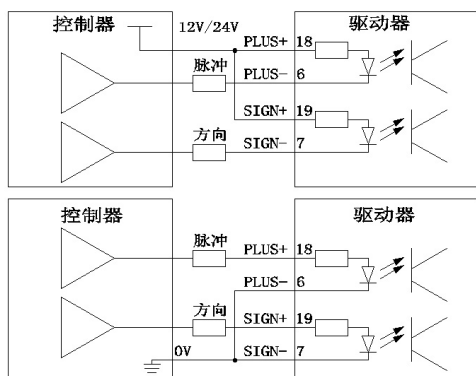 控制器
12V/24V
驱动器
PLUS+ 18
脉冲
PLUS- 6
SIGN+ 19
方向
SIGN- 7
控制器
驱动器
脉冲
PLUS+ 18
PLUS- 6
方向
SIGN+ 19
0V
SIGN- 7